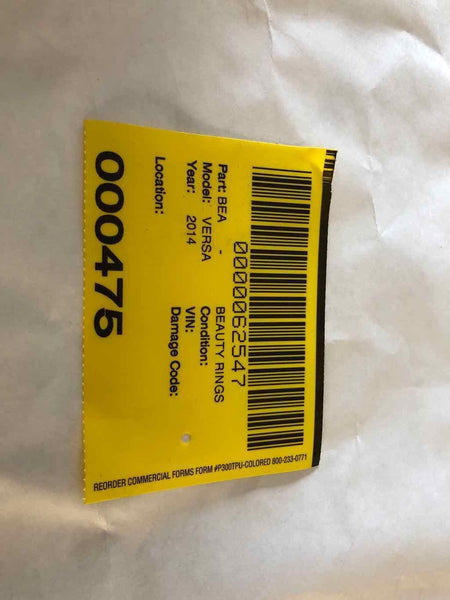 0000062547
Part: BEA - BEAUTY RINGS
Model: VERSA Condition:
Year: 2014 VIN:
Damage Code:
Location:
000475
REORDER COMMERCIAL FORMS FORM #P300TPU-COLORED 800-233-0771